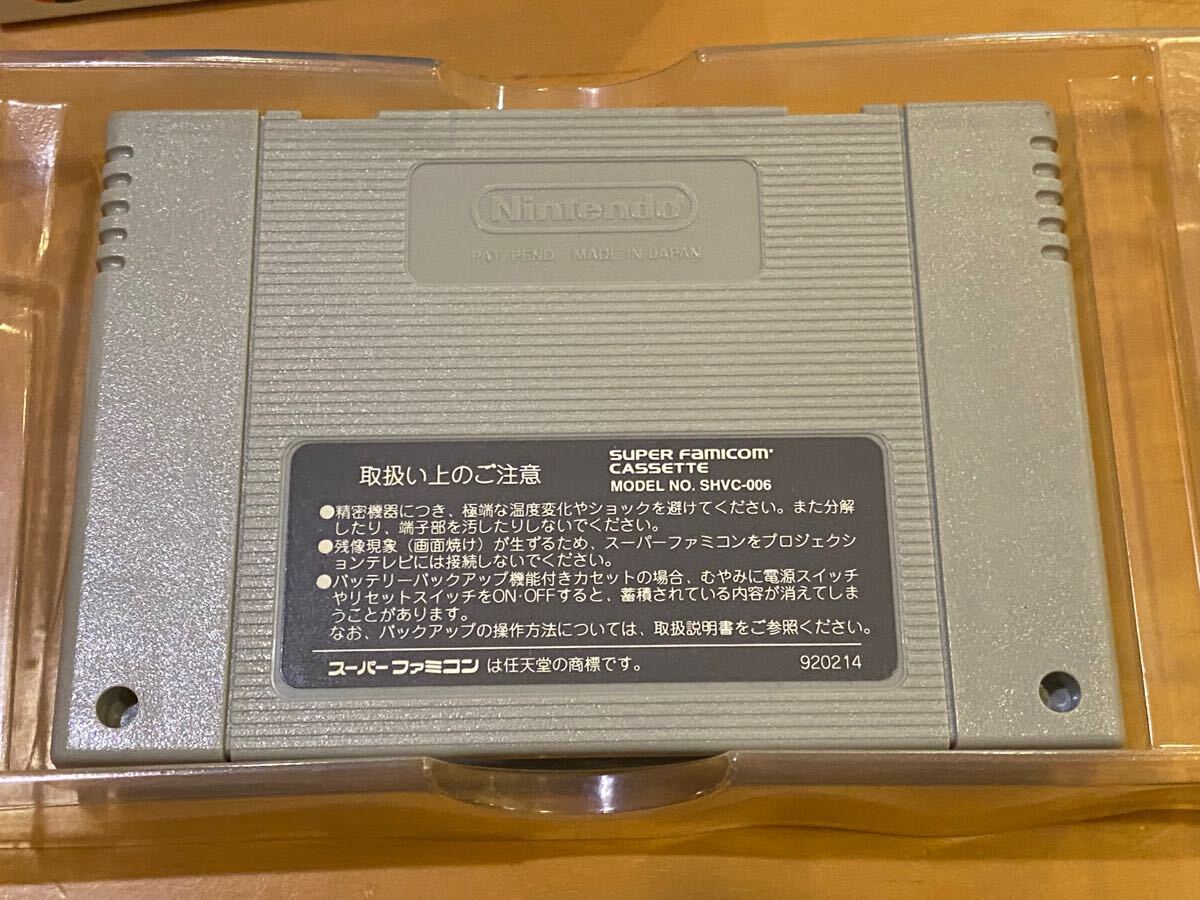 Nintendo
PAT. PEND. MADE IN JAPAN
取扱い上のご注意
SUPER FAMICOM
CASSETTE
MODEL NO. SHVC-006
●精密機器につき、極端な温度変化やショックを避けてください。また分解
したり、端子部を汚したりしないでください。
●残像現象（画面焼け）が生ずるため、スーパーファミコンをプロジェクシ
ョンテレビには接続しないでください。
●バッテリーバックアップ機能付きカセットの場合、むやみに電源スイッチ
やリセットスイッチをON·OFFすると、蓄積されている内容が消えてしま
うことがあります。
なお、バックアップの操作方法については、取扱説明書をご参照ください。
スーパーファミコン は任天堂の商標です。 920214